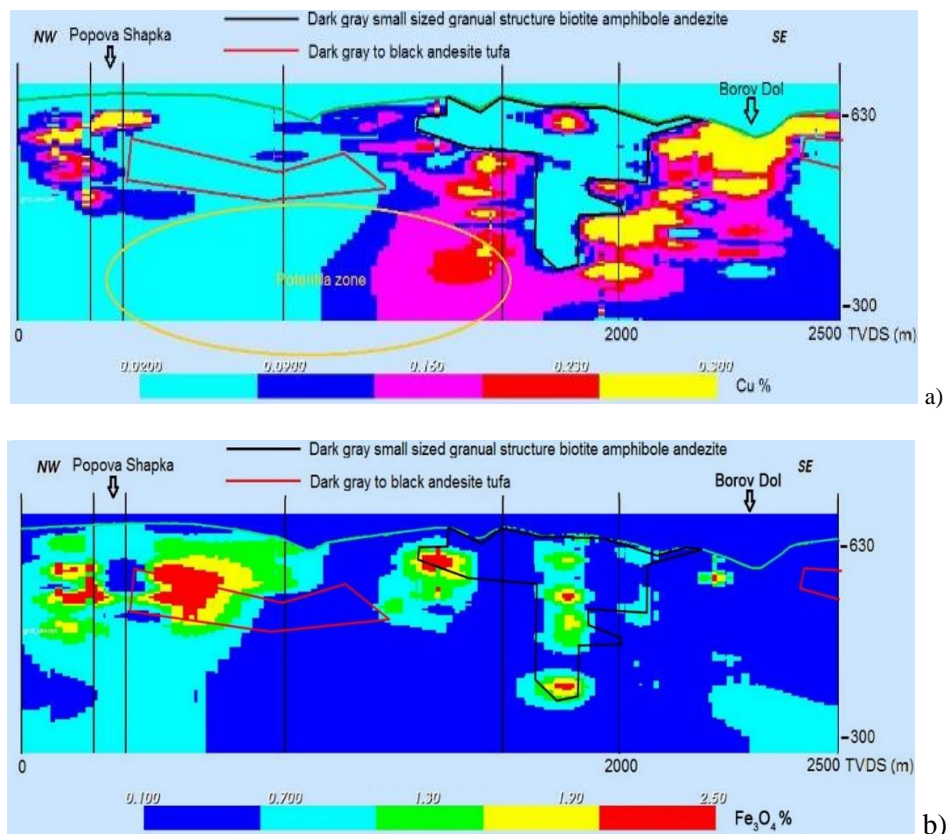 Dark gray small sized granual structure biotite amphibole andezite
NW Popova Shapka SE
Dark gray to black andesite tufa
Borov Dol
630
Potentila zone
300
0 2000 2500 TVDS (m)
0.0200 0.0900 0.160 0.230 0.300
Cu %
a)
Dark gray small sized granual structure biotite amphibole andezite
NW Popova Shapka SE
Dark gray to black andesite tufa Borov Dol
630
300
0 2000 2500 TVDS (m)
0.100 0.700 1.30 1.90 2.50
Fe₃O₄ %
b)